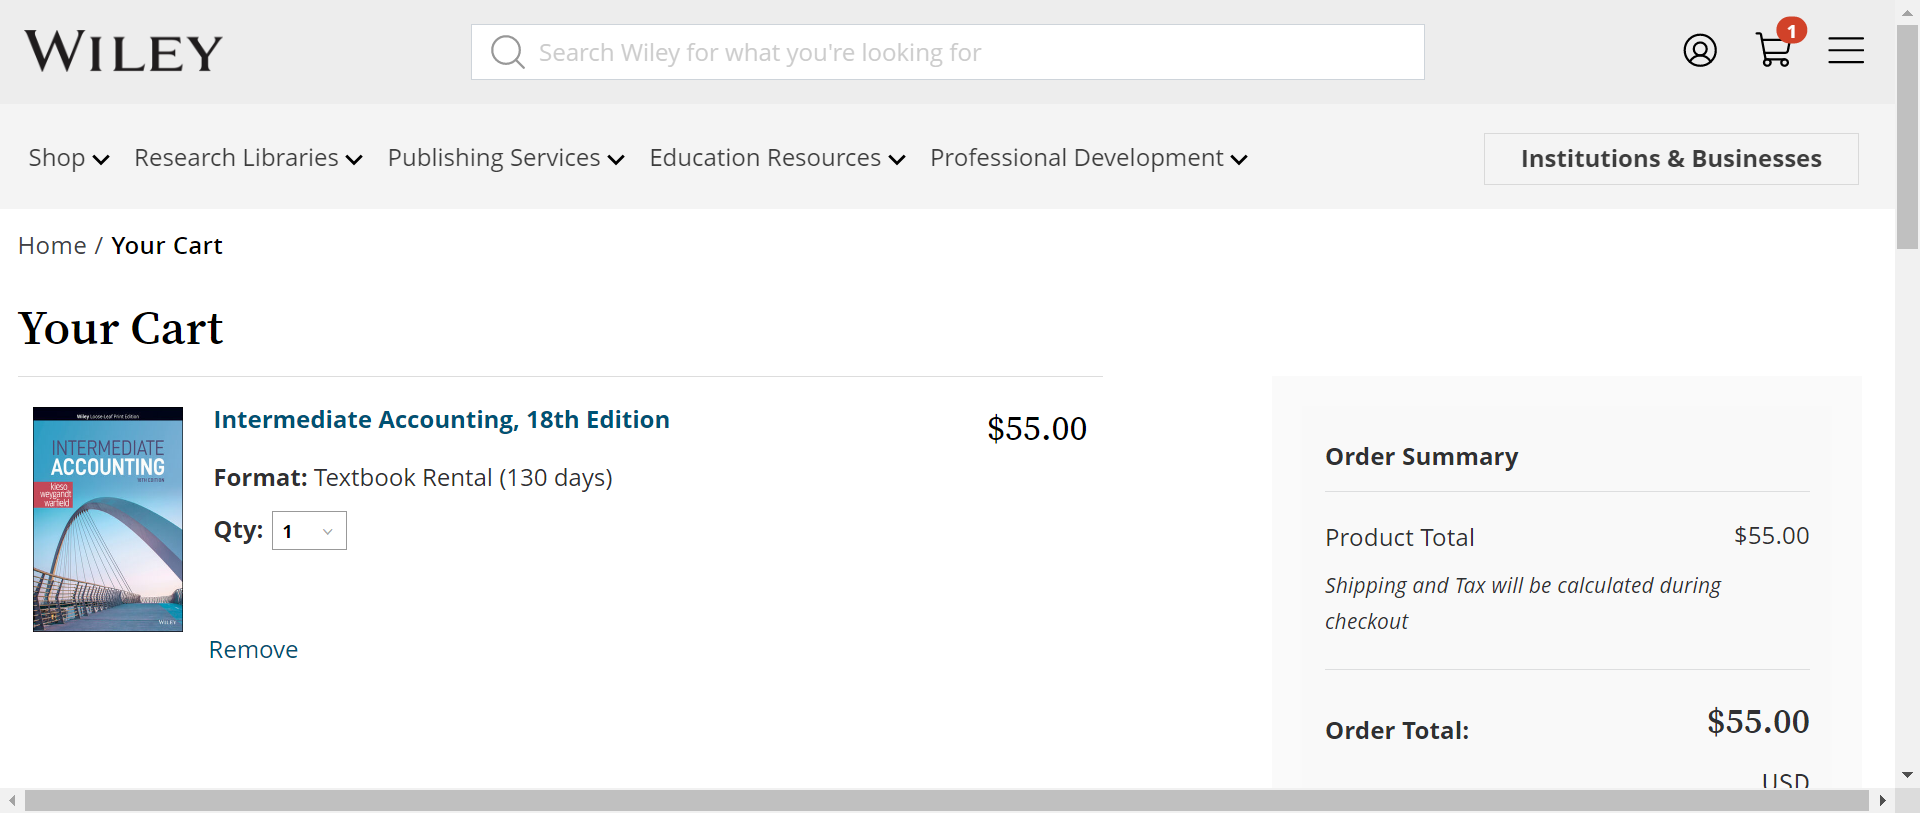 WILEY
Search Wiley for what you're looking for
1
Shop
Research Libraries
Publishing Services
Education Resources
Professional Development
Institutions & Businesses
Home / Your Cart
Your Cart
Wiley Loose-Leaf Print Edition
INTERMEDIATE
ACCOUNTING
18TH EDITION
kieso
weygandt
warfield
WILEY
Intermediate Accounting, 18th Edition
$55.00
Format: Textbook Rental (130 days)
Qty: 1
Remove
Order Summary
Product Total
$55.00
Shipping and Tax will be calculated during
checkout
Order Total:
$55.00
USD